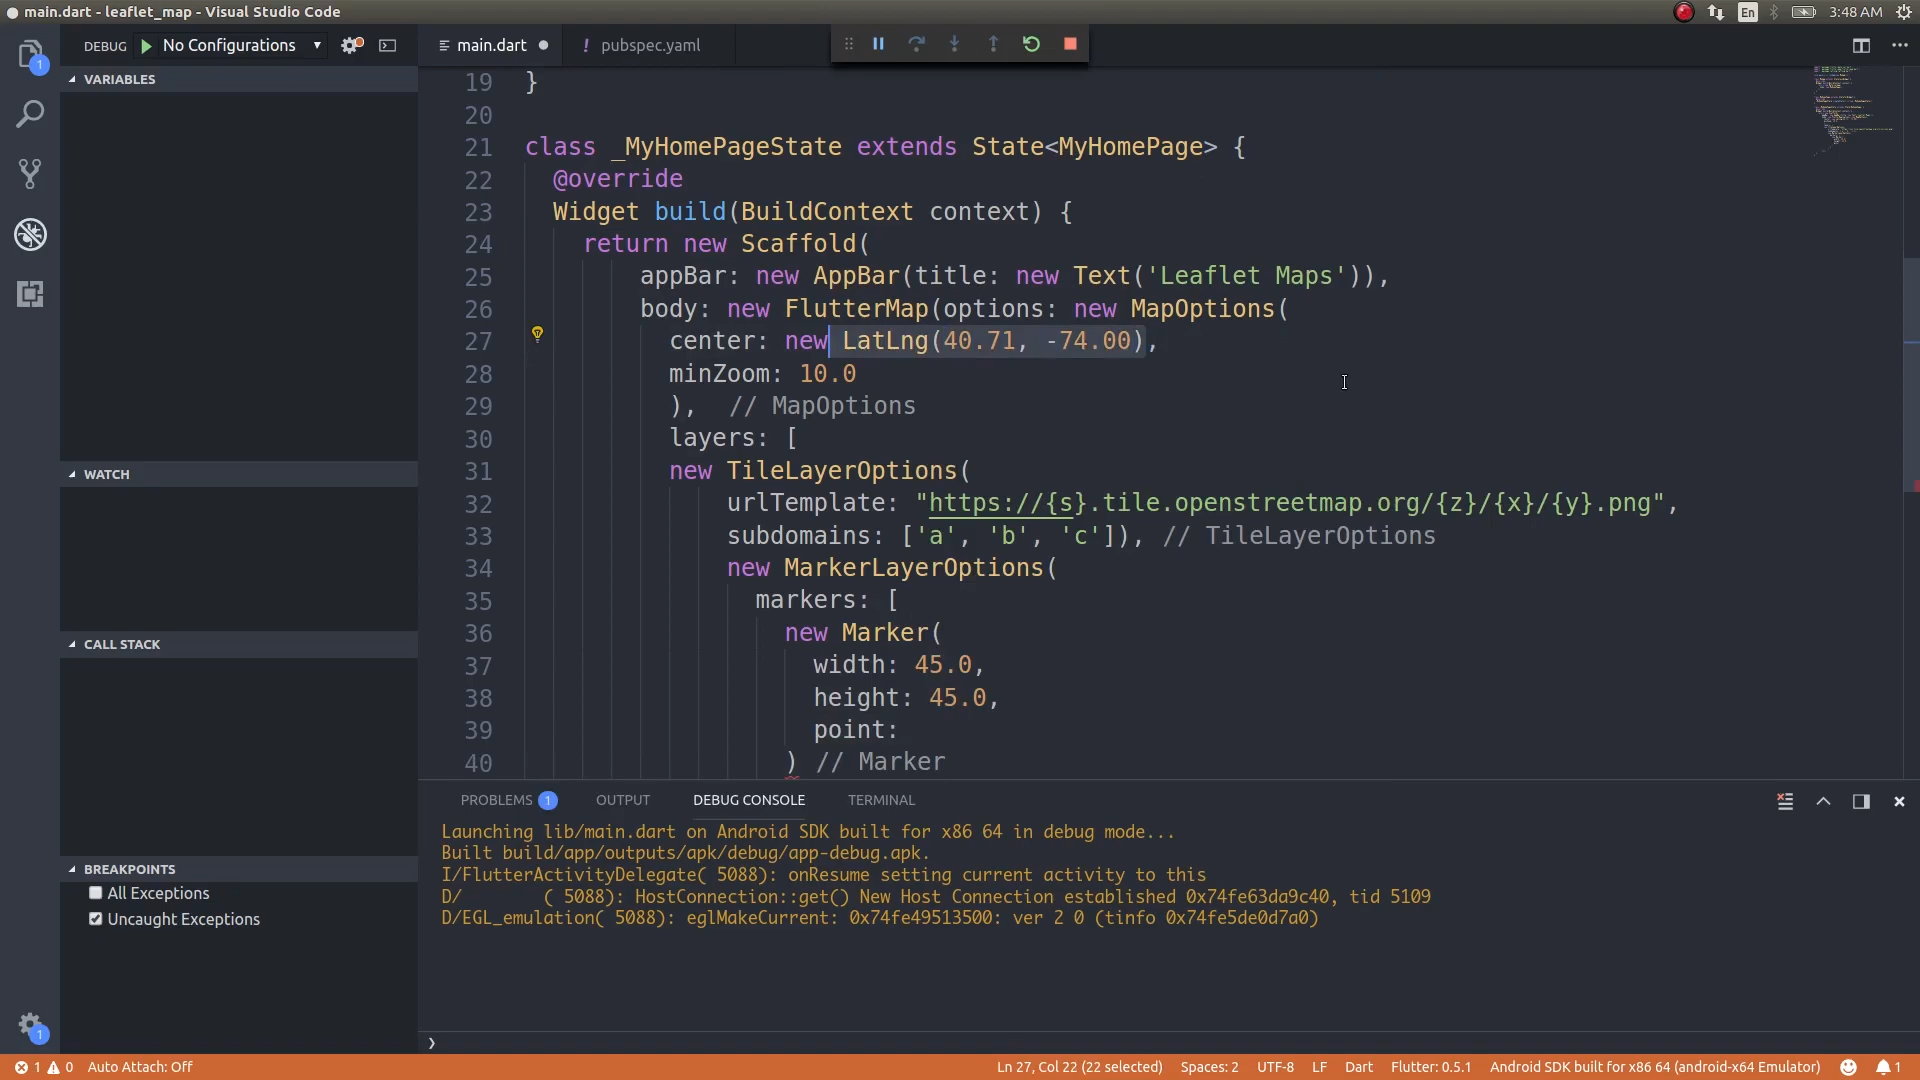 main.dart - leaflet_map - Visual Studio Code
En
3:48 AM
1
DEBUG
No Configurations
main.dart
! pubspec.yaml
VARIABLES
WATCH
CALL STACK
BREAKPOINTS
All Exceptions
Uncaught Exceptions
1
19 }
20
21 class _MyHomePageState extends State<MyHomePage> {
22 @override
23 Widget build(BuildContext context) {
24 return new Scaffold(
25 appBar: new AppBar(title: new Text('Leaflet Maps')),
26 body: new FlutterMap(options: new MapOptions(
27 center: new LatLng(40.71, -74.00),
28 minZoom: 10.0
29 ), // MapOptions
30 layers: [
31 new TileLayerOptions(
32 urlTemplate: "https://{s}.tile.openstreetmap.org/{z}/{x}/{y}.png",
33 subdomains: ['a', 'b', 'c']), // TileLayerOptions
34 new MarkerLayerOptions(
35 markers: [
36 new Marker(
37 width: 45.0,
38 height: 45.0,
39 point:
40 ) // Marker
PROBLEMS 1 OUTPUT DEBUG CONSOLE TERMINAL
Launching lib/main.dart on Android SDK built for x86 64 in debug mode...
Built build/app/outputs/apk/debug/app-debug.apk.
I/FlutterActivityDelegate( 5088): onResume setting current activity to this
D/        ( 5088): HostConnection::get() New Host Connection established 0x74fe63da9c40, tid 5109
D/EGL_emulation( 5088): eglMakeCurrent: 0x74fe49513500: ver 2 0 (tinfo 0x74fe5de0d7a0)
❯
1 0 Auto Attach: Off
Ln 27, Col 22 (22 selected) Spaces: 2 UTF-8 LF Dart Flutter: 0.5.1 Android SDK built for x86 64 (android-x64 Emulator) 1